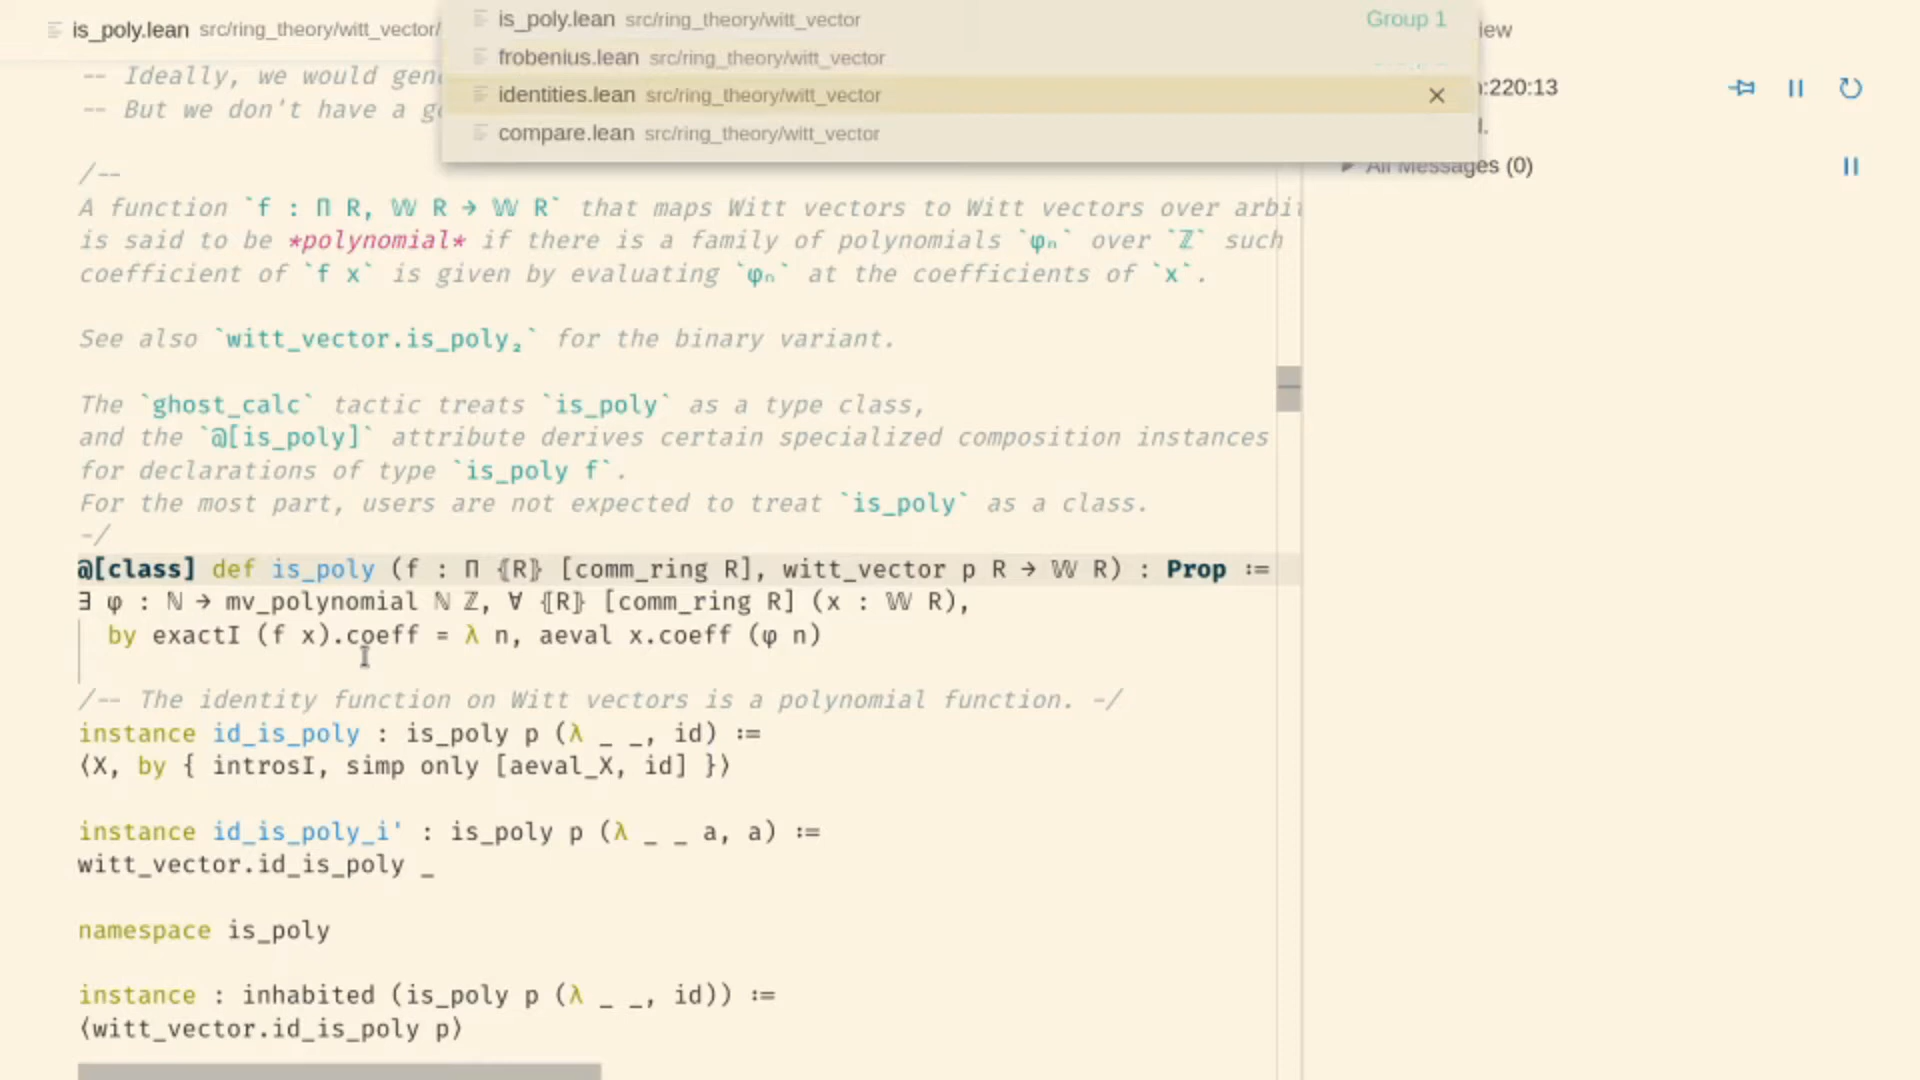 is_poly.lean src/ring_theory/witt_vector/
is_poly.lean src/ring_theory/witt_vector Group 1
frobenius.lean src/ring_theory/witt_vector
identities.lean src/ring_theory/witt_vector
compare.lean src/ring_theory/witt_vector
iew
:220:13
All Messages (0)
-- Ideally, we would gen
-- But we don't have a g
/--
A function `f : Π R, 𝕎 R → 𝕎 R` that maps Witt vectors to Witt vectors over arbit
is said to be *polynomial* if there is a family of polynomials `φₙ` over `ℤ` such
coefficient of `f x` is given by evaluating `φₙ` at the coefficients of `x`.
See also `witt_vector.is_poly₂` for the binary variant.
The `ghost_calc` tactic treats `is_poly` as a type class,
and the `@[is_poly]` attribute derives certain specialized composition instances
for declarations of type `is_poly f`.
For the most part, users are not expected to treat `is_poly` as a class.
-/
@[class] def is_poly (f : Π ⦃R⦄ [comm_ring R], witt_vector p R → 𝕎 R) : Prop :=
∃ φ : ℕ → mv_polynomial ℕ ℤ, ∀ ⦃R⦄ [comm_ring R] (x : 𝕎 R),
by exactI (f x).coeff = λ n, aeval x.coeff (φ n)
/-- The identity function on Witt vectors is a polynomial function. -/
instance id_is_poly : is_poly p (λ _ _, id) :=
⟨X, by { introsI, simp only [aeval_X, id] }⟩
instance id_is_poly_i' : is_poly p (λ _ _ a, a) :=
witt_vector.id_is_poly _
namespace is_poly
instance : inhabited (is_poly p (λ _ _, id)) :=
⟨witt_vector.id_is_poly p⟩